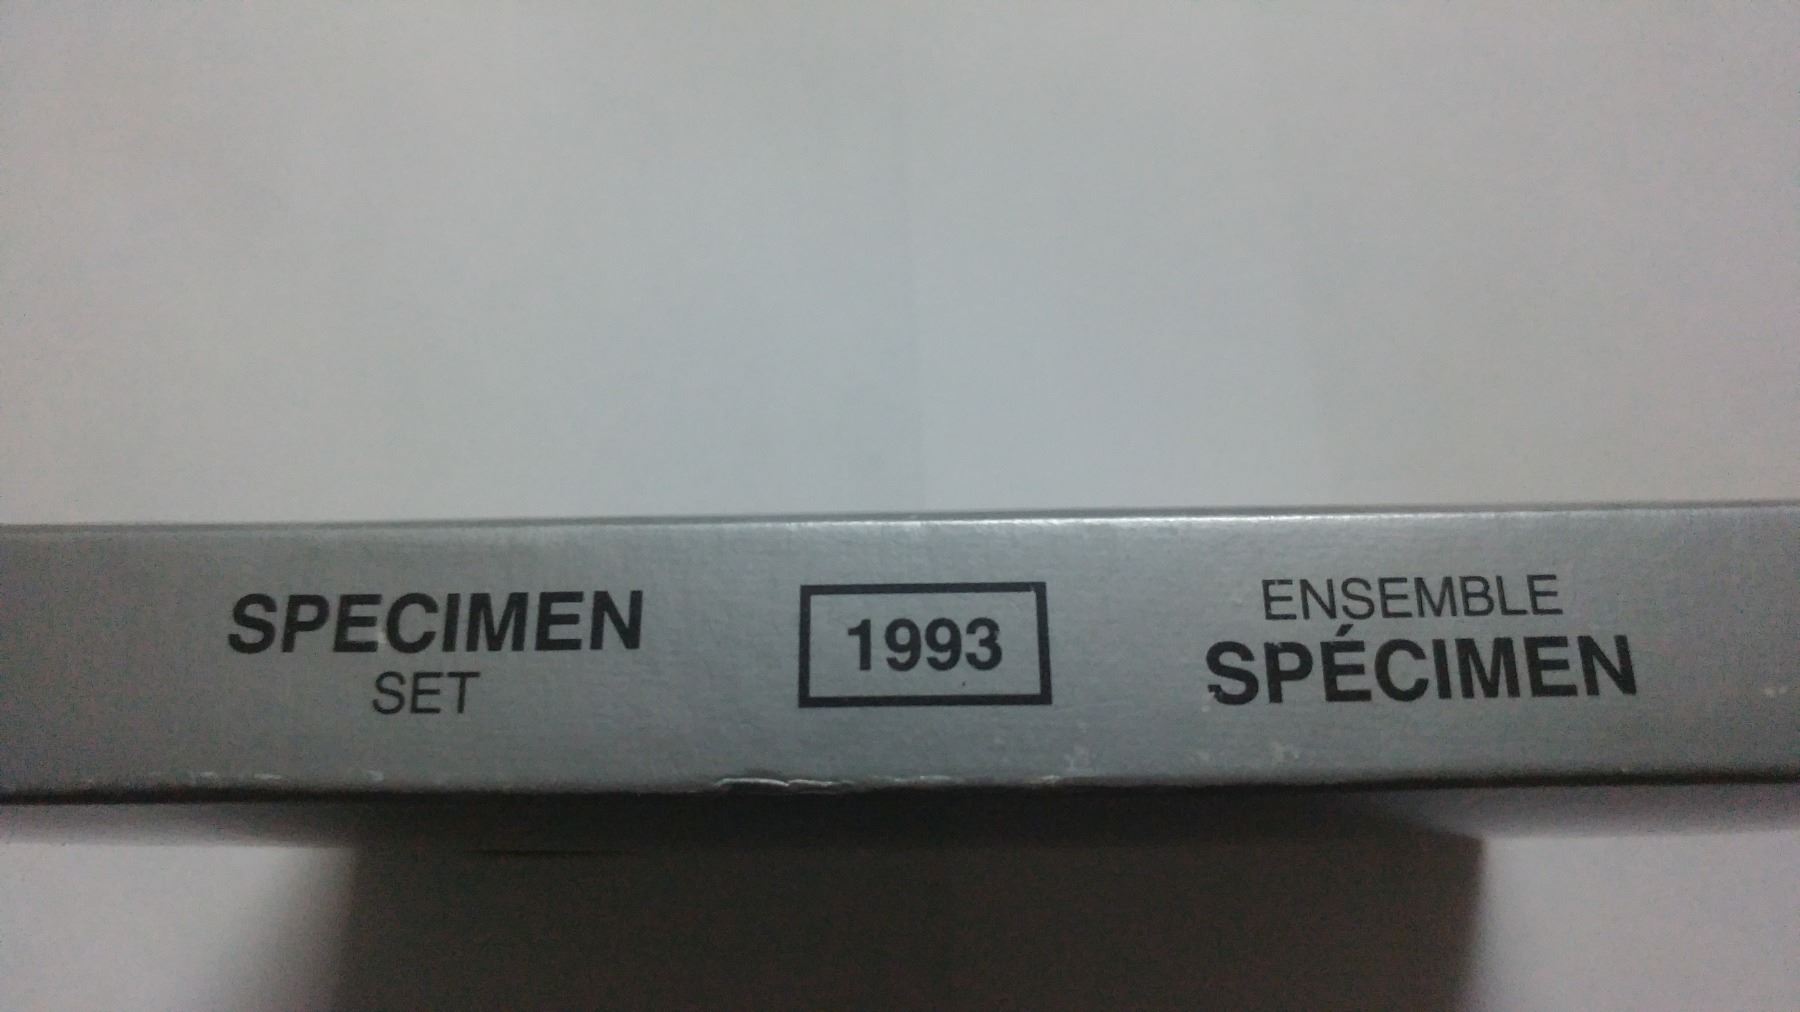 SPECIMEN
SET
1993
ENSEMBLE
SPÉCIMEN